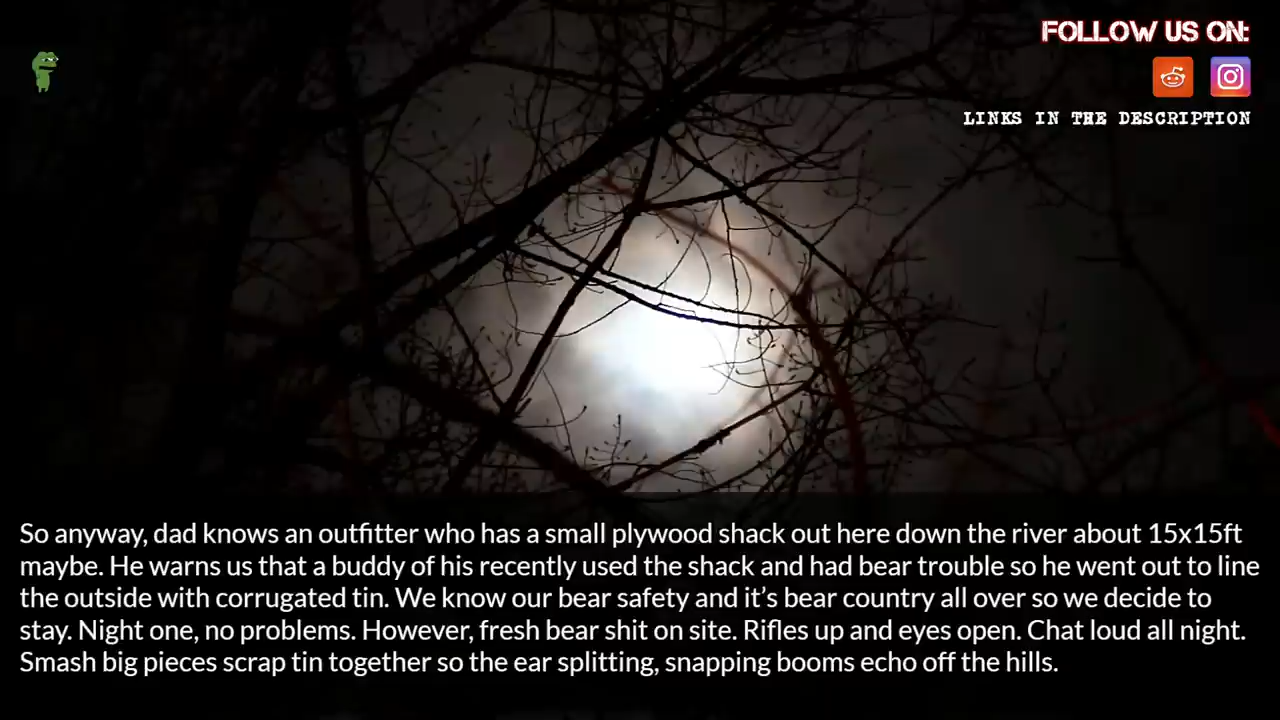 FOLLOW US ON:
LINKS IN THE DESCRIPTION
So anyway, dad knows an outfitter who has a small plywood shack out here down the river about 15x15ft
maybe. He warns us that a buddy of his recently used the shack and had bear trouble so he went out to line
the outside with corrugated tin. We know our bear safety and it’s bear country all over so we decide to
stay. Night one, no problems. However, fresh bear shit on site. Rifles up and eyes open. Chat loud all night.
Smash big pieces scrap tin together so the ear splitting, snapping booms echo off the hills.